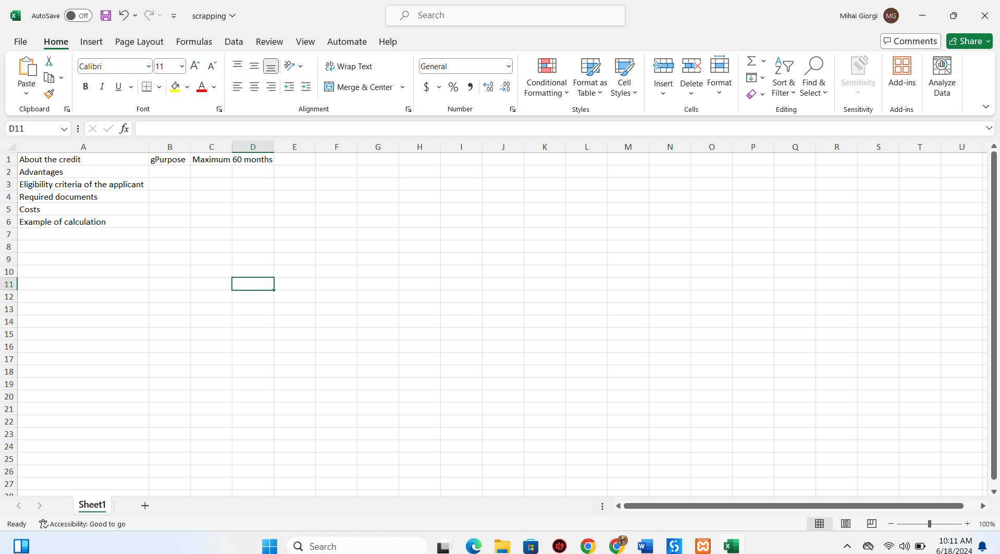 AutoSave Off scrapping Search Mihai Giorgi MG
File Home Insert Page Layout Formulas Data Review View Automate Help Comments Share
Paste Calibri 11 Wrap Text General Conditional Formatting Format as Table Cell Styles Insert Delete Format Sort & Filter Find & Select Sensitivity Add-ins Analyze Data
B I U A Merge & Center $ % 
Clipboard Font Alignment Number Styles Cells Editing Sensitivity Add-ins
D11 fx
A B C D E F G H I J K L M N O P Q R S T U
1 About the credit gPurpose Maximum 60 months
2 Advantages
3 Eligibility criteria of the applicant
4 Required documents
5 Costs
6 Example of calculation
7
8
9
10
11
12
13
14
15
16
17
18
19
20
21
22
23
24
25
26
27
28
Sheet1
Ready Accessibility: Good to go 100%
Search 10:11 AM
6/18/2024